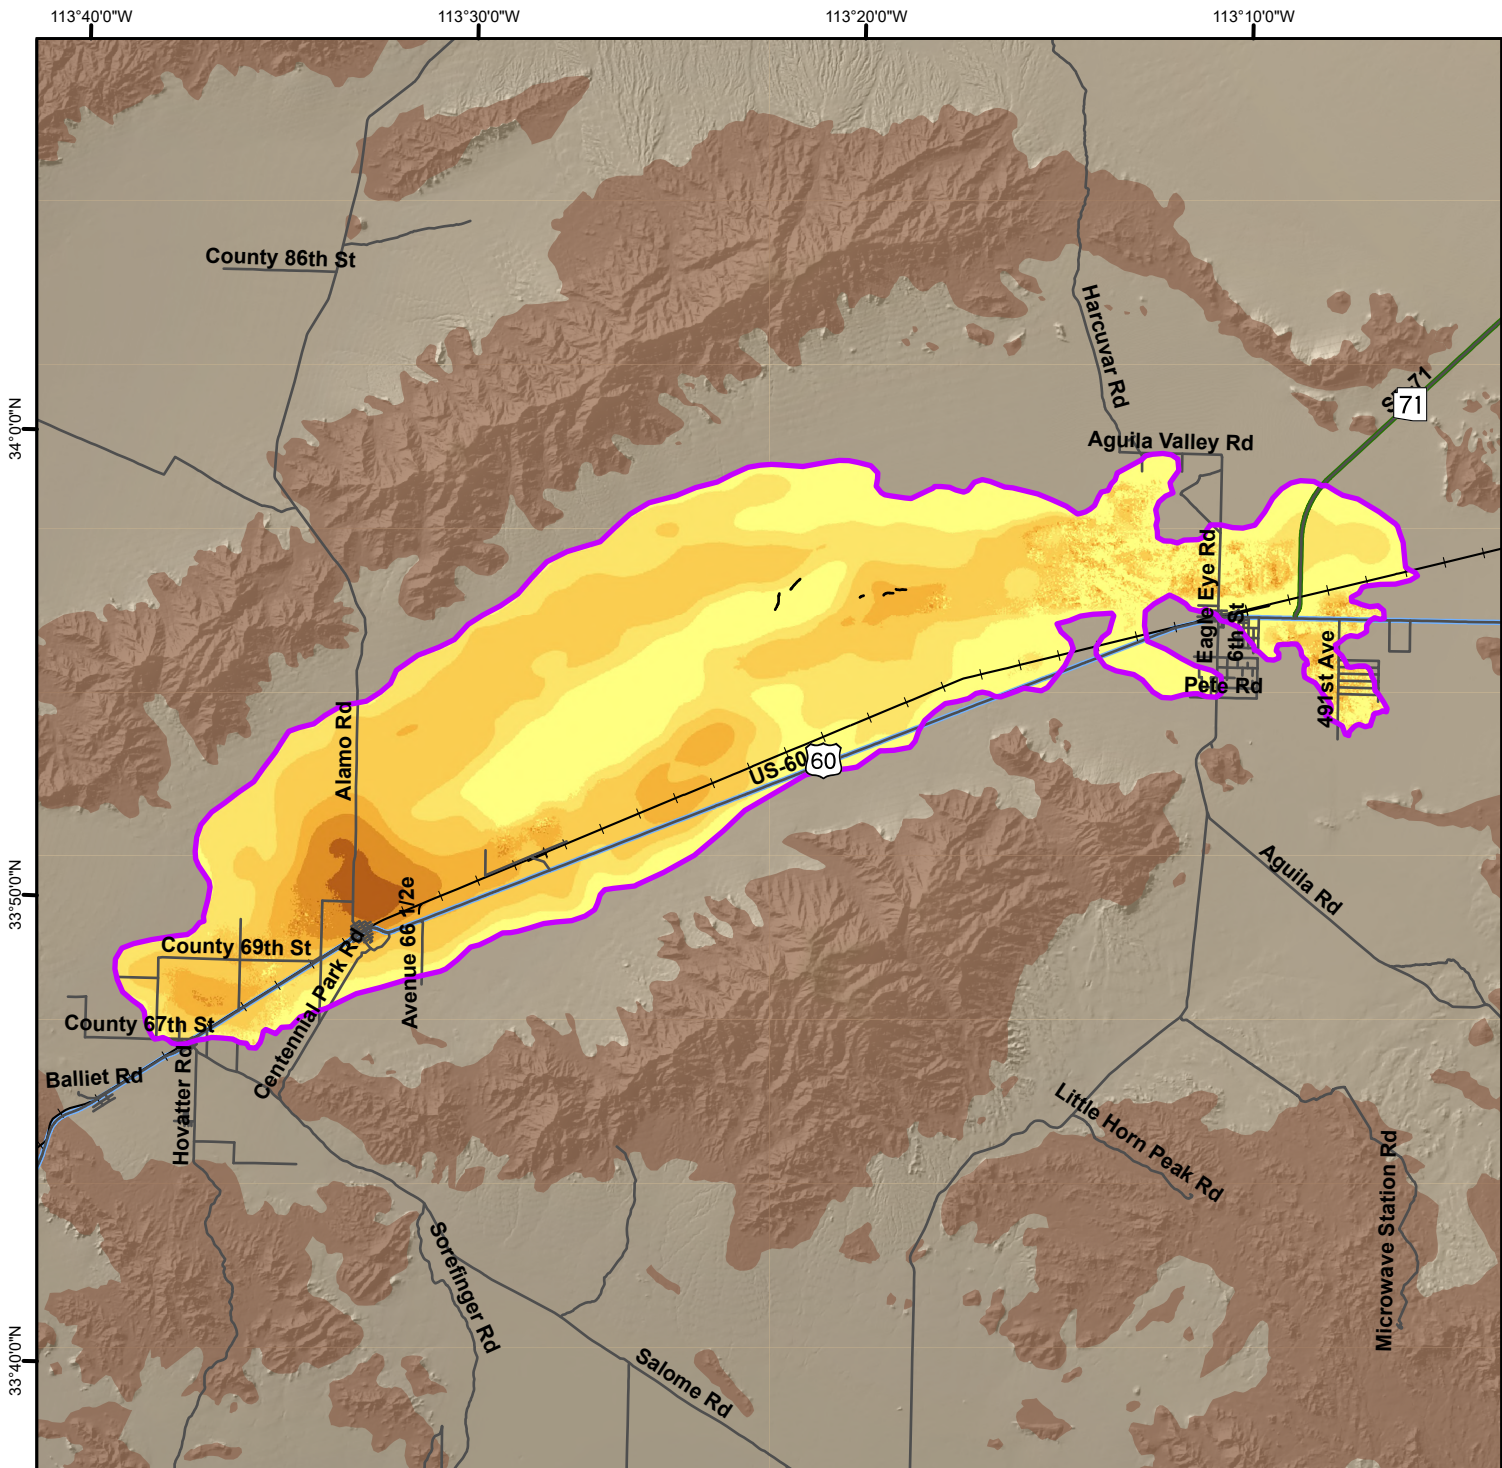 113°40'0"W
113°30'0"W
113°20'0"W
113°10'0"W
County 86th St
Harcuvar Rd
71
34°0'0"N
Aguila Valley Rd
Eagle Eye Rd
6th St
491st Ave
Pete Rd
Alamo Rd
US-60
60
33°50'0"N
Aguila Rd
Avenue 66 1/2e
County 69th St
Centennial Park Rd
County 67th St
Balliet Rd
Hovatter Rd
Little Horn Peak Rd
Microwave Station Rd
Sorefinger Rd
33°40'0"N
Salome Rd